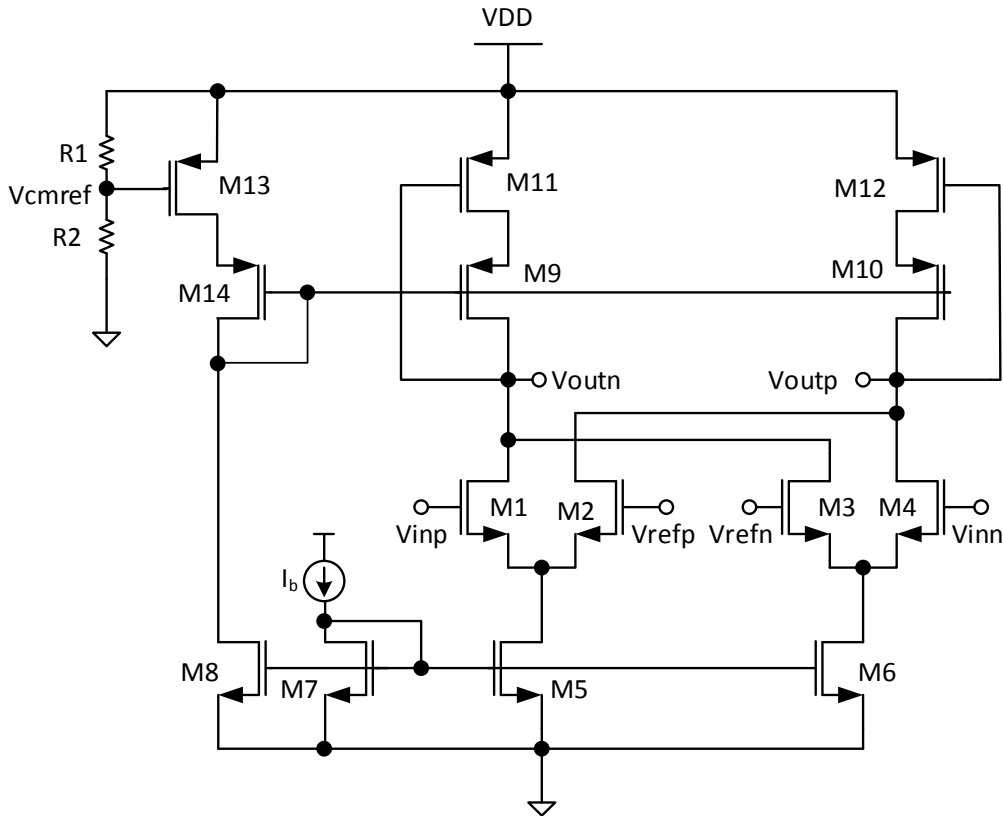 VDD
R1
M13
M11
M12
Vcmref
R2
M14
M9
M10
Voutn
Voutp
M1
M2
M3
M4
Vinp
Vrefp
Vrefn
Vinn
Ib
M8
M7
M5
M6